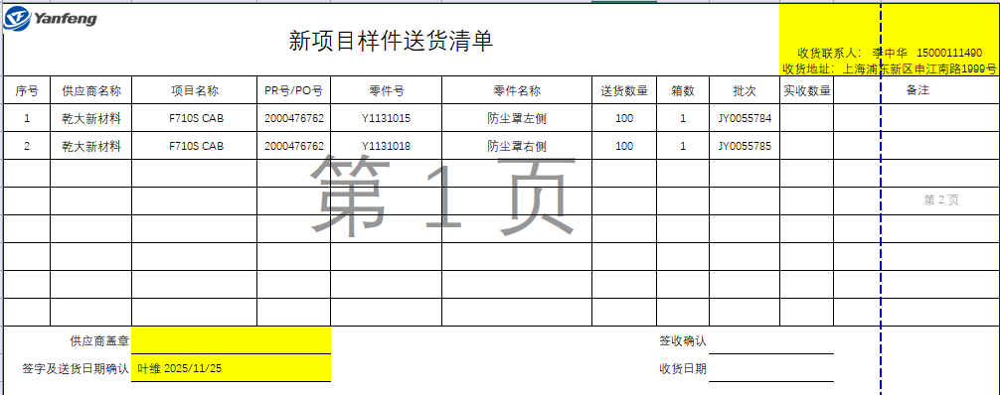 Yanfeng
新项目样件送货清单
收货联系人： 李中华 15000111490
收货地址：上海浦东新区申江南路1999号
序号 供应商名称 项目名称 PR号/PO号 零件号 零件名称 送货数量 箱数 批次 实收数量 备注
1 乾大新材料 F710S CAB 2000476762 Y1131015 防尘罩左侧 100 1 JY0055784
2 乾大新材料 F710S CAB 2000476762 Y1131018 防尘罩右侧 100 1 JY0055785
第 1 页
第 2 页
供应商盖章 签收确认
签字及送货日期确认 叶维 2025/11/25 收货日期